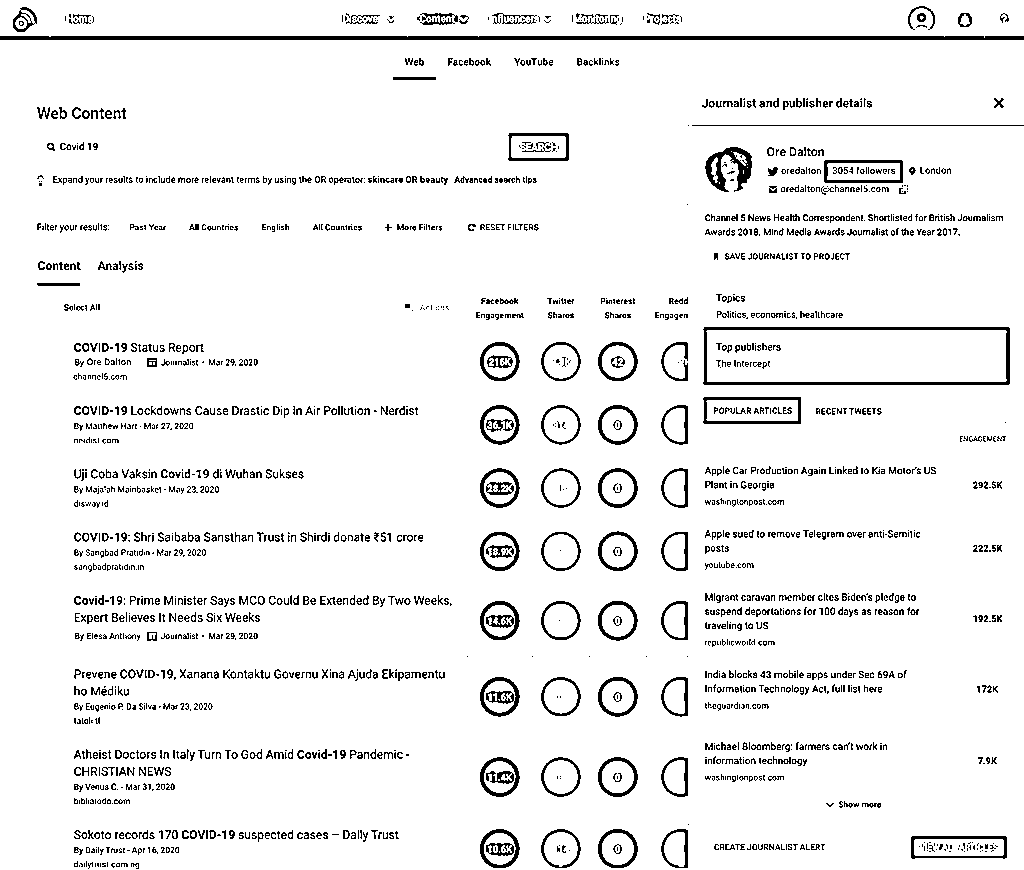 Home
Discover
Content
Influencers
Monitoring
Projects
Web
Facebook
YouTube
Backlinks
Web Content
Covid 19
SEARCH
Expand your results to include more relevant terms by using the OR operator: skincare OR beauty Advanced search tips
Filter your results:
Past Year
All Countries
English
All Countries
+ More Filters
RESET FILTERS
Content
Analysis
Select All
Actions
Facebook
Engagement
Twitter
Shares
Pinterest
Shares
Redd
Engagen
COVID-19 Status Report
By Ore Dalton Journalist • Mar 29, 2020
channel5.com
216K
42
COVID-19 Lockdowns Cause Drastic Dip In Air Pollution - Nerdist
By Matthew Hart - Mar 27, 2020
nerdist.com
36.1K
0
Uji Coba Vaksin Covid-19 di Wuhan Sukses
By Maja'ah Mainbasket - May 23, 2020
disway.id
28.2K
0
COVID-19: Shri Saibaba Sansthan Trust in Shirdi donate ₹51 crore
By Sangbad Pratidin - Mar 29, 2020
sangbadpratidin.in
18.9K
0
Covid-19: Prime Minister Says MCO Could Be Extended By Two Weeks,
Expert Believes It Needs Six Weeks
By Elesa Anthony Journalist • Mar 29, 2020
14.6K
0
Prevene COVID-19, Xanana Kontaktu Governu Xina Ajuda Ekipamentu
ho Médiku
By Eugenio P. Da Silva - Mar 23, 2020
tatoli.tl
11.6K
0
Atheist Doctors In Italy Turn To God Amid Covid-19 Pandemic -
CHRISTIAN NEWS
By Venus C. - Mar 31, 2020
bibliatodo.com
11.4K
0
Sokoto records 170 COVID-19 suspected cases – Daily Trust
By Daily Trust - Apr 16, 2020
dailytrust.com.ng
10.6K
0
Journalist and publisher details
Ore Dalton
oredalton
3054 followers
London
oredalton@channel5.com
Channel 5 News Health Correspondent. Shortlisted for British Journalism
Awards 2018. Mind Media Awards Journalist of the Year 2017.
SAVE JOURNALIST TO PROJECT
Topics
Politics, economics, healthcare
Top publishers
The Intercept
POPULAR ARTICLES
RECENT TWEETS
ENGAGEMENT
Apple Car Production Again Linked to Kia Motor's US
Plant in Georgie
washingtonpost.com
292.5K
Apple sued to remove Telegram over anti-Semitic
posts
youtube.com
222.5K
Migrant caravan member cites Biden's pledge to
suspend deportations for 100 days as reason for
traveling to US
republicworld.com
192.5K
India blocks 43 mobile apps under Sec 69A of
Information Technology Act, full list here
theguardian.com
172K
Michael Bloomberg: farmers can't work in
information technology
washingtonpost.com
7.9K
Show more
CREATE JOURNALIST ALERT
VIEW ALL ARTICLES